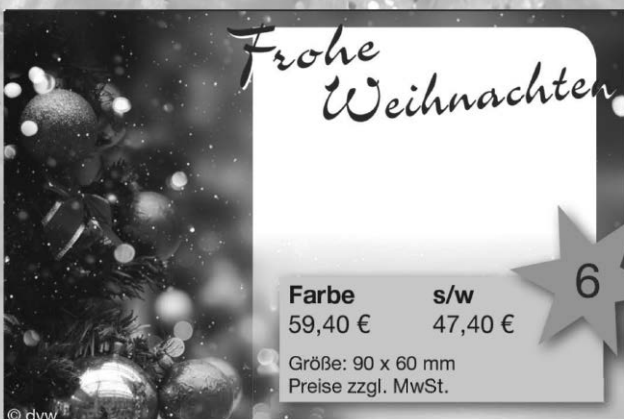 Frohe
Weihnachten
6
Farbe s/w
59,40 € 47,40 €
Größe: 90 x 60 mm
Preise zzgl. MwSt.
© dvw